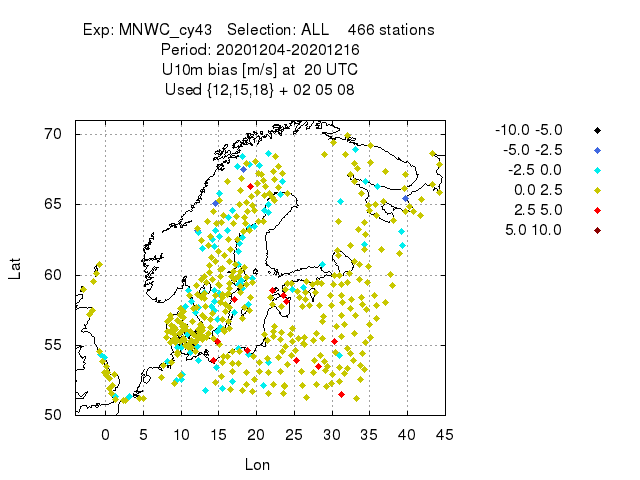 Exp: MNWC_cy43 Selection: ALL 466 stations
Period: 20201204-20201216
U10m bias [m/s] at 20 UTC
Used {12,15,18} + 02 05 08
-10.0 -5.0
-5.0 -2.5
-2.5 0.0
0.0 2.5
2.5 5.0
5.0 10.0
Lat
70
65
60
55
50
0 5 10 15 20 25 30 35 40 45
Lon